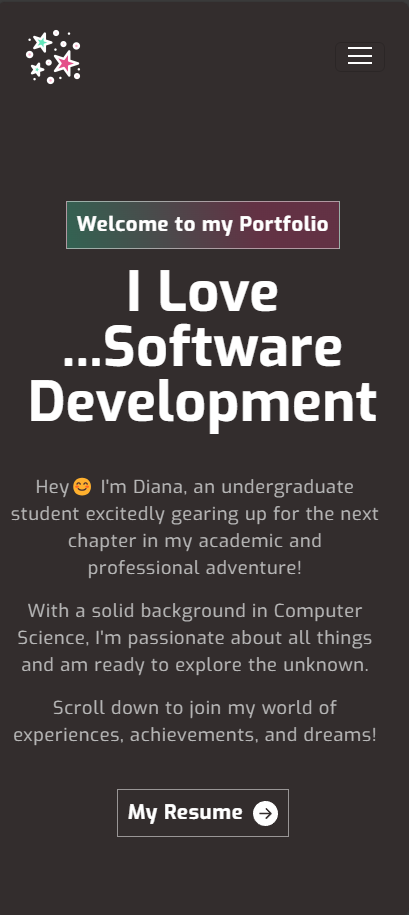 Welcome to my Portfolio
I Love
...Software
Development
Hey😊 I'm Diana, an undergraduate
student excitedly gearing up for the next
chapter in my academic and
professional adventure!
With a solid background in Computer
Science, I'm passionate about all things
and am ready to explore the unknown.
Scroll down to join my world of
experiences, achievements, and dreams!
My Resume